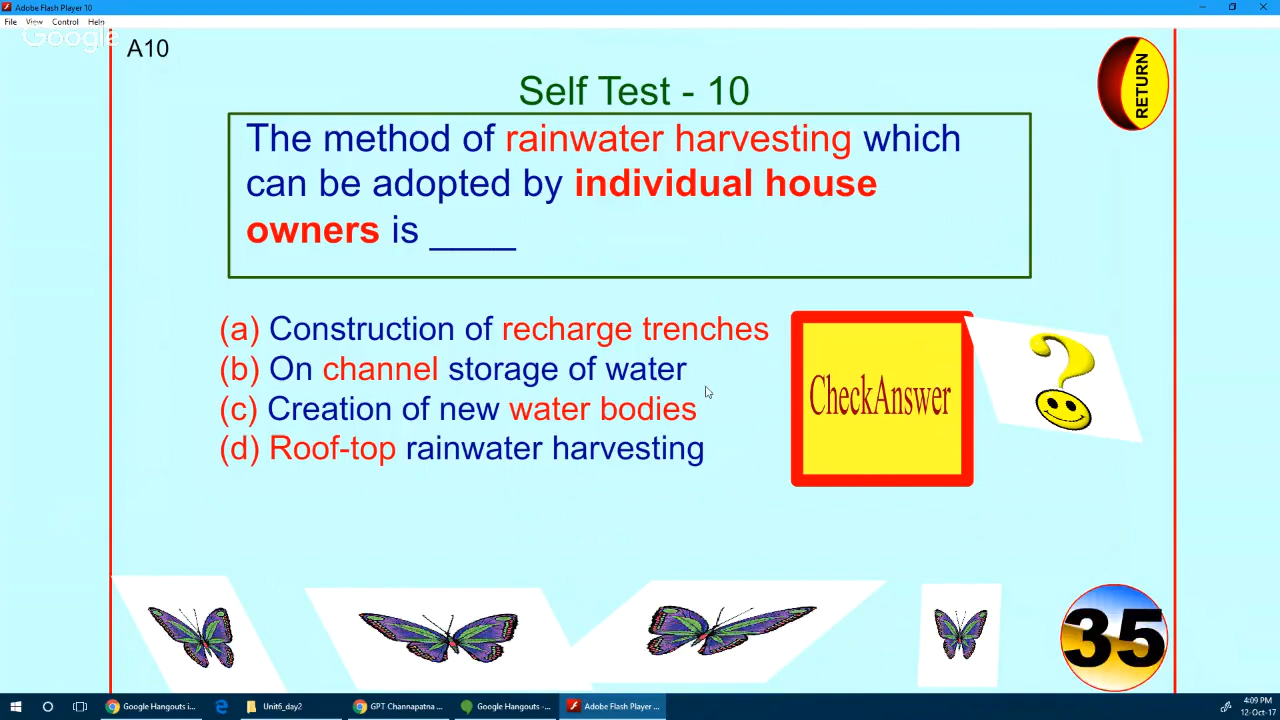 Adobe Flash Player 10
File View Control Help
Google
A10
RETURN
Self Test - 10
The method of rainwater harvesting which
can be adopted by individual house
owners is ____
(a) Construction of recharge trenches
(b) On channel storage of water
(c) Creation of new water bodies
(d) Roof-top rainwater harvesting
CheckAnswer
?
35
Google Hangouts i...
Unit6_day2
GPT Channapatna ...
Google Hangouts -...
Adobe Flash Player ...
4:09 PM
12-Oct-17